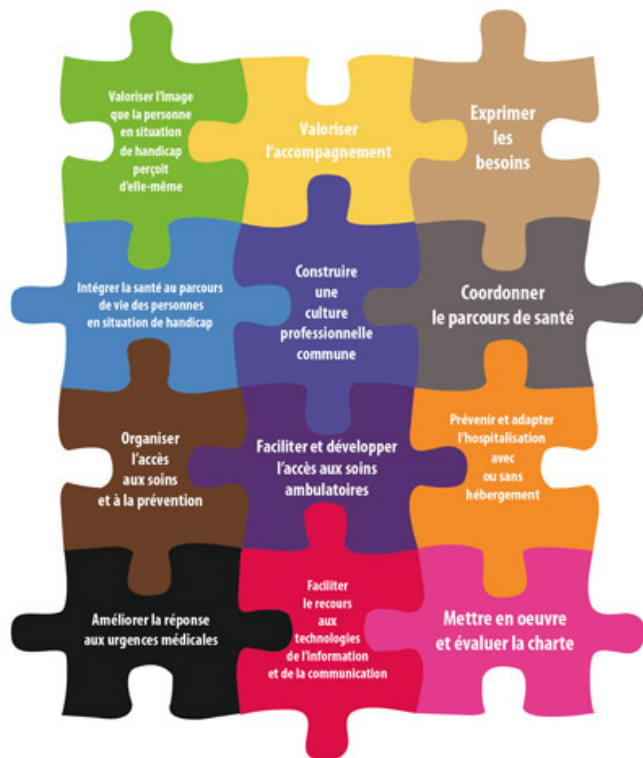 Valoriser l'image
que la personne
en situation
de handicap
perçoit
d'elle-même
Valoriser
l'accompagnement
Exprimer
les
besoins
Intégrer la santé au parcours
de vie des personnes
en situation de handicap
Construire
une
culture
professionnelle
commune
Coordonner
le parcours de santé
Organiser
l'accès
aux soins
et à la prévention
Faciliter et développer
l'accès aux soins
ambulatoires
Prévenir et adapter
l'hospitalisation
avec
ou sans
hébergement
Améliorer la réponse
aux urgences médicales
Faciliter
le recours
aux
technologies
de l'information
et de la communication
Mettre en oeuvre
et évaluer la charte